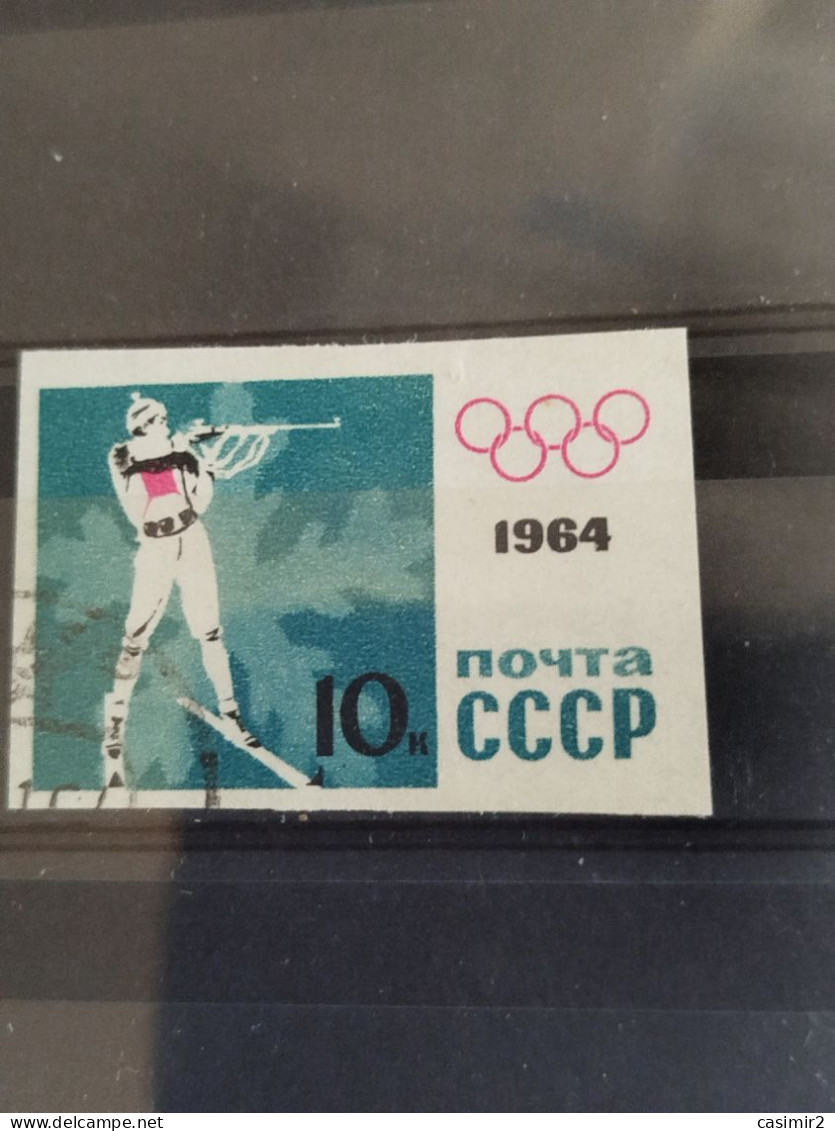 1964
почта
СССР
10к
www.delcampe.net
casimir2